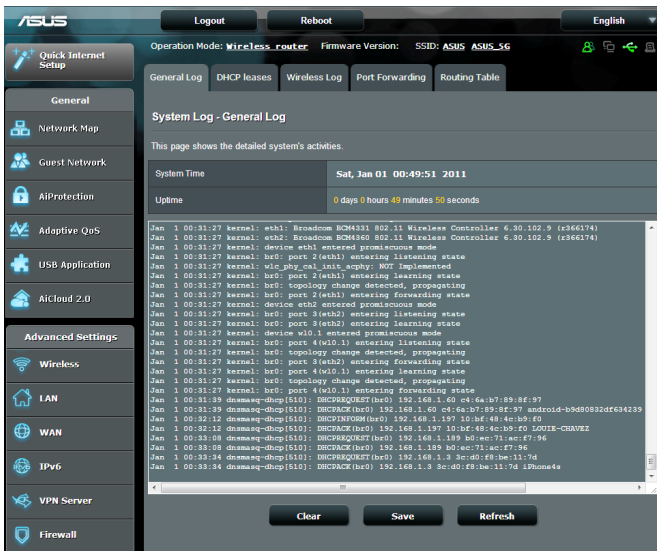 ASUS
Logout
Reboot
English
Quick Internet
Setup
Operation Mode: Wireless router Firmware Version: SSID: ASUS ASUS_5G
General Log
DHCP leases
Wireless Log
Port Forwarding
Routing Table
General
Network Map
Guest Network
AiProtection
Adaptive QoS
USB Application
AiCloud 2.0
Advanced Settings
Wireless
LAN
WAN
IPv6
VPN Server
Firewall
System Log - General Log
This page shows the detailed system's activities.
System Time Sat, Jan 01 00:49:51 2011
Uptime 0 days 0 hours 49 minutes 50 seconds
Jan 1 00:31:27 kernel: eth1: Broadcom BCM4331 802.11 Wireless Controller 6.30.102.9 (r366174)
Jan 1 00:31:27 kernel: eth2: Broadcom BCM4360 802.11 Wireless Controller 6.30.102.9 (r366174)
Jan 1 00:31:27 kernel: device eth1 entered promiscuous mode
Jan 1 00:31:27 kernel: br0: port 2(eth1) entering listening state
Jan 1 00:31:27 kernel: wlc_phy_cal_init_acphy: NOT Implemented
Jan 1 00:31:27 kernel: br0: port 2(eth1) entering learning state
Jan 1 00:31:27 kernel: br0: topology change detected, propagating
Jan 1 00:31:27 kernel: br0: port 2(eth1) entering forwarding state
Jan 1 00:31:27 kernel: device eth2 entered promiscuous mode
Jan 1 00:31:27 kernel: br0: port 3(eth2) entering listening state
Jan 1 00:31:27 kernel: br0: port 3(eth2) entering learning state
Jan 1 00:31:27 kernel: device wl0.1 entered promiscuous mode
Jan 1 00:31:27 kernel: br0: port 4(wl0.1) entering listening state
Jan 1 00:31:27 kernel: br0: topology change detected, propagating
Jan 1 00:31:27 kernel: br0: port 3(eth2) entering forwarding state
Jan 1 00:31:27 kernel: br0: port 4(wl0.1) entering learning state
Jan 1 00:31:27 kernel: br0: topology change detected, propagating
Jan 1 00:31:27 kernel: br0: port 4(wl0.1) entering forwarding state
Jan 1 00:31:39 dnsmasq-dhcp[510]: DHCPREQUEST(br0) 192.168.1.60 c4:6a:b7:89:8f:97
Jan 1 00:31:39 dnsmasq-dhcp[510]: DHCPACK(br0) 192.168.1.60 c4:6a:b7:89:8f:97 android-b9d80832df634239
Jan 1 00:32:12 dnsmasq-dhcp[510]: DHCPINFORM(br0) 192.168.1.197 10:bf:48:4c:b9:f0
Jan 1 00:32:12 dnsmasq-dhcp[510]: DHCPACK(br0) 192.168.1.197 10:bf:48:4c:b9:f0 LOUIE-CHAVEZ
Jan 1 00:33:08 dnsmasq-dhcp[510]: DHCPREQUEST(br0) 192.168.1.189 b0:ec:71:ac:f7:96
Jan 1 00:33:08 dnsmasq-dhcp[510]: DHCPACK(br0) 192.168.1.189 b0:ec:71:ac:f7:96
Jan 1 00:33:34 dnsmasq-dhcp[510]: DHCPREQUEST(br0) 192.168.1.3 3c:d0:f8:be:11:7d
Jan 1 00:33:34 dnsmasq-dhcp[510]: DHCPACK(br0) 192.168.1.3 3c:d0:f8:be:11:7d iPhone4s
Clear
Save
Refresh